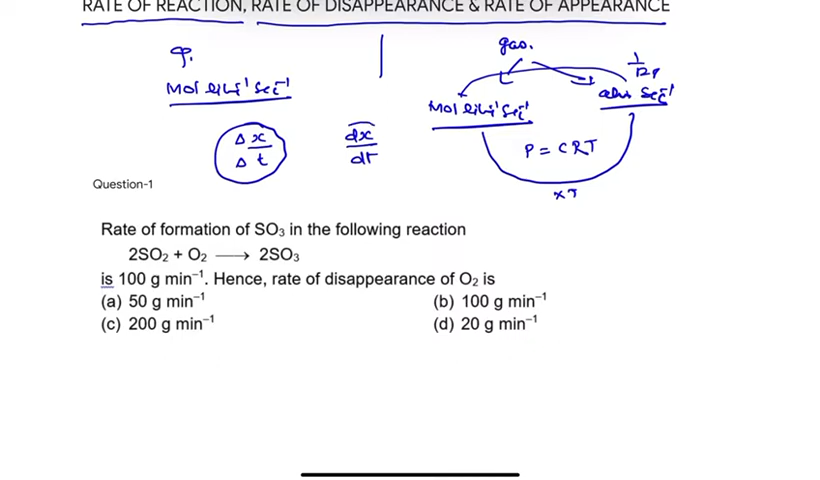 RATE OF REACTION, RATE OF DISAPPEARANCE & RATE OF APPEARANCE
gas.
Mol lit⁻¹ Sec⁻¹
Mol lit⁻¹ Sec⁻¹
atm Sec⁻¹
Δx/Δt
dx/dt
P = CRT
Question-1
Rate of formation of SO₃ in the following reaction
2SO₂ + O₂ ⟶ 2SO₃
is 100 g min⁻¹. Hence, rate of disappearance of O₂ is
(a) 50 g min⁻¹ (b) 100 g min⁻¹
(c) 200 g min⁻¹ (d) 20 g min⁻¹